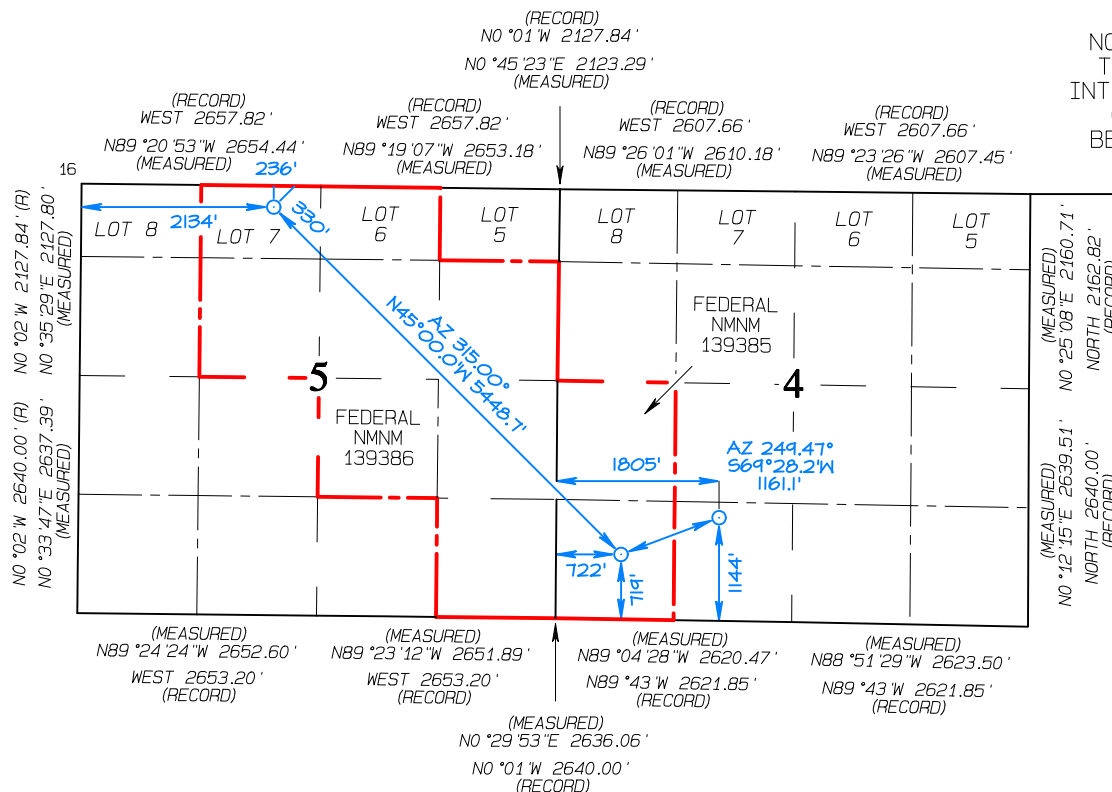 (RECORD)
N0°01'W 2127.84'
N0°45'23"E 2123.29'
(MEASURED)
NO
T
INT
BE
(RECORD)
WEST 2657.82'
N89°20'53"W 2654.44'
(MEASURED)
(RECORD)
WEST 2657.82'
N89°19'07"W 2653.18'
(MEASURED)
(RECORD)
WEST 2607.66'
N89°26'01"W 2610.18'
(MEASURED)
(RECORD)
WEST 2607.66'
N89°23'26"W 2607.45'
(MEASURED)
16
236'
330'
2134'
LOT 8
LOT 7
LOT
6
LOT
5
LOT
8
LOT
7
LOT
6
LOT
5
N0°02'W 2127.84' (R)
N0°35'29"E 2127.80'
(MEASURED)
(MEASURED)
N0°25'08"E 2160.71'
NORTH 2162.82'
(RECORD)
AZ 315.00°
N45°00.0'W 5448.7'
FEDERAL
NMNM
139385
5
4
FEDERAL
NMNM
139386
N0°02'W 2640.00' (R)
N0°33'47"E 2637.39'
(MEASURED)
1805'
AZ 249.47°
S69°28.2'W
1161.1'
(MEASURED)
N0°12'15"E 2639.51'
NORTH 2640.00'
(RECORD)
722'
719'
1144'
(MEASURED)
N89°24'24"W 2652.60'
WEST 2653.20'
(RECORD)
(MEASURED)
N89°23'12"W 2651.89'
WEST 2653.20'
(RECORD)
(MEASURED)
N89°04'28"W 2620.47'
N89°43'W 2621.85'
(RECORD)
(MEASURED)
N88°51'29"W 2623.50'
N89°43'W 2621.85'
(RECORD)
(MEASURED)
N0°29'53"E 2636.06'
N0°01'W 2640.00'
(RECORD)